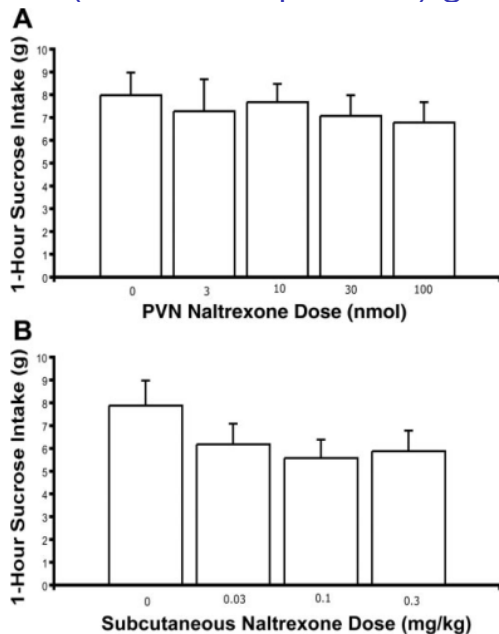 A
1-Hour Sucrose Intake (g)
10
9
8
7
6
5
4
3
2
1
0
0 3 10 30 100
PVN Naltrexone Dose (nmol)
B
1-Hour Sucrose Intake (g)
10
9
8
7
6
5
4
3
2
1
0
0 0.03 0.1 0.3
Subcutaneous Naltrexone Dose (mg/kg)